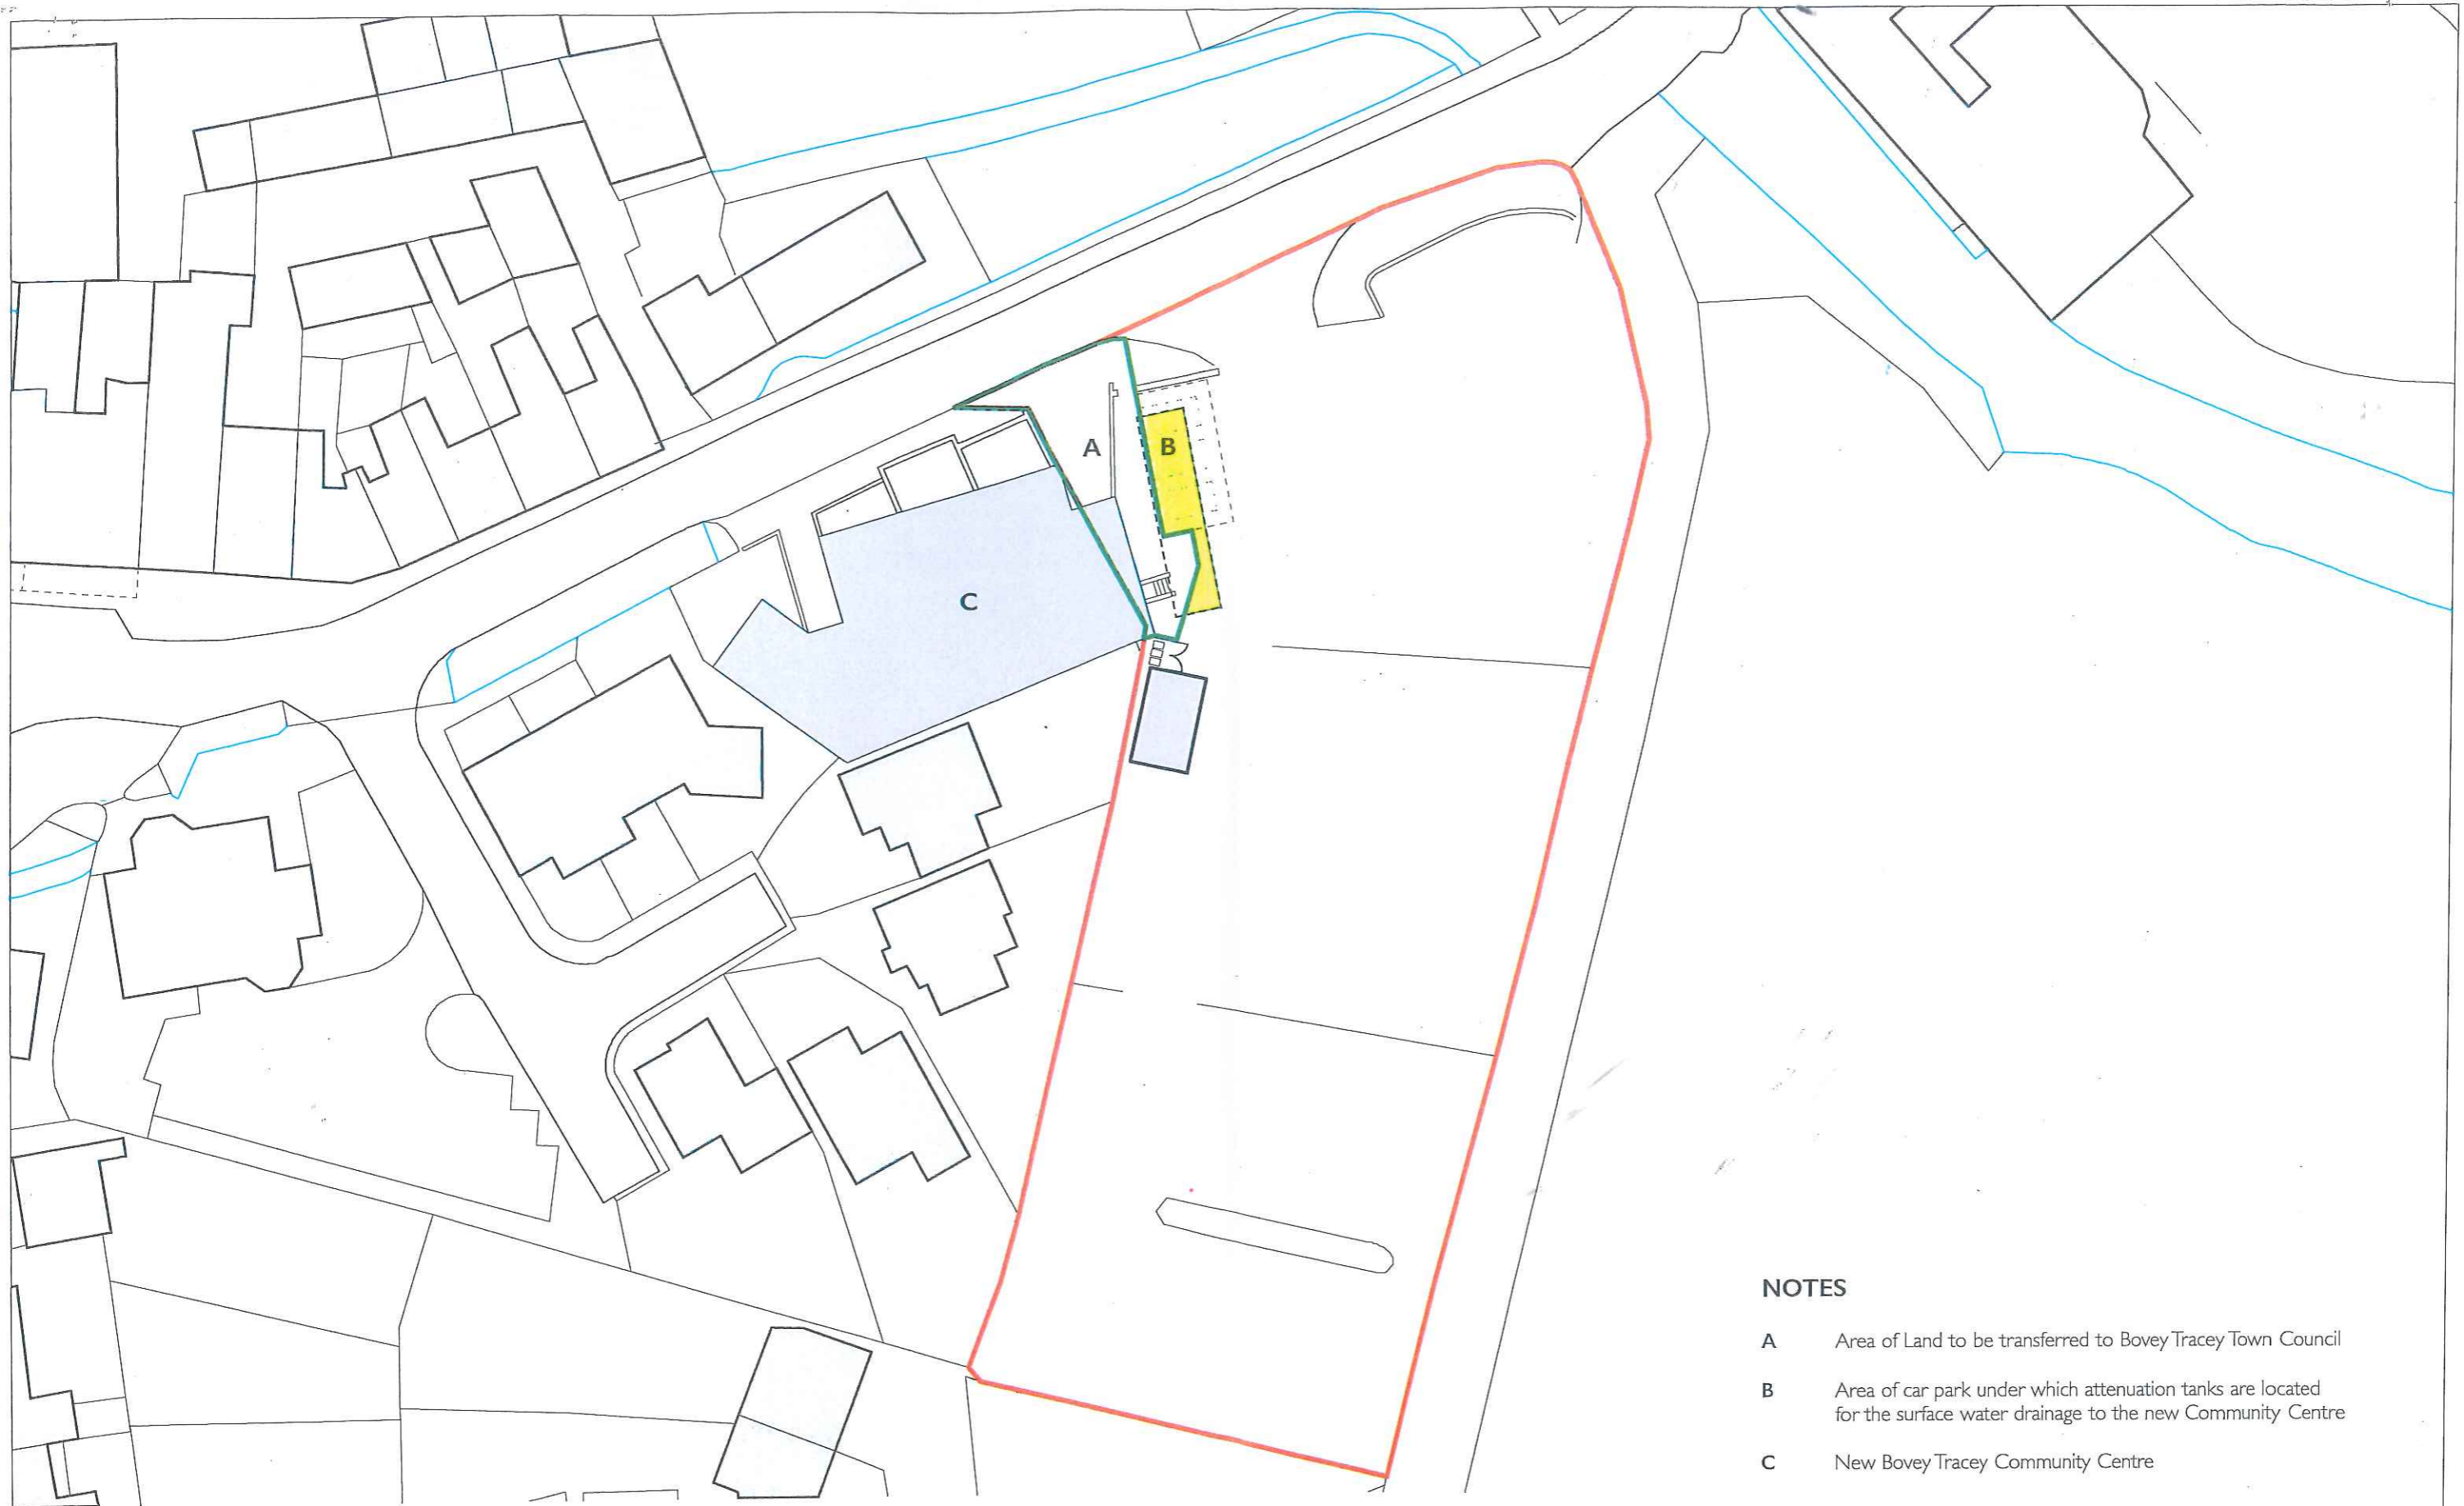 A
B
C
NOTES
A Area of Land to be transferred to Bovey Tracey Town Council
B Area of car park under which attenuation tanks are located
for the surface water drainage to the new Community Centre
C New Bovey Tracey Community Centre